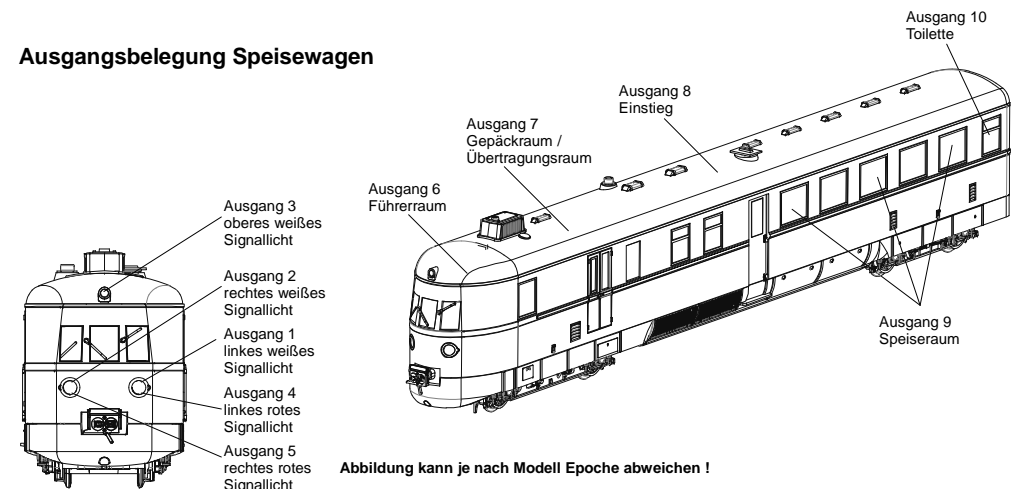 Ausgangsbelegung Speisewagen
Ausgang 10
Toilette
Ausgang 8
Einstieg
Ausgang 7
Gepäckraum /
Übertragungsraum
Ausgang 6
Führerraum
Ausgang 3
oberes weißes
Signallicht
Ausgang 2
rechtes weißes
Signallicht
Ausgang 1
linkes weißes
Signallicht
Ausgang 4
linkes rotes
Signallicht
Ausgang 5
rechtes rotes
Signallicht
Ausgang 9
Speiseraum
Abbildung kann je nach Modell Epoche abweichen !